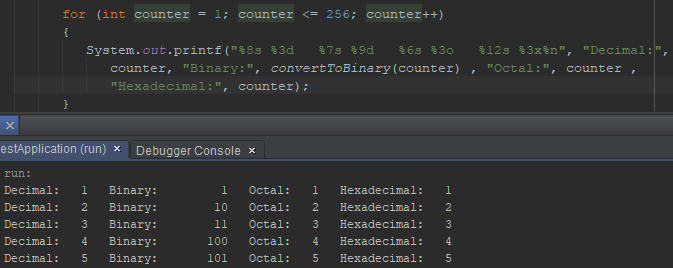 for (int counter = 1; counter <= 256; counter++)
{
System.out.printf("%8s %3d   %7s %9d   %6s %3o   %12s %3x%n", "Decimal:",
counter, "Binary:", convertToBinary(counter) , "Octal:", counter ,
"Hexadecimal:", counter);
}
estApplication (run) × Debugger Console ×
run:
Decimal:   1   Binary:         1   Octal:   1   Hexadecimal:   1
Decimal:   2   Binary:        10   Octal:   2   Hexadecimal:   2
Decimal:   3   Binary:        11   Octal:   3   Hexadecimal:   3
Decimal:   4   Binary:       100   Octal:   4   Hexadecimal:   4
Decimal:   5   Binary:       101   Octal:   5   Hexadecimal:   5